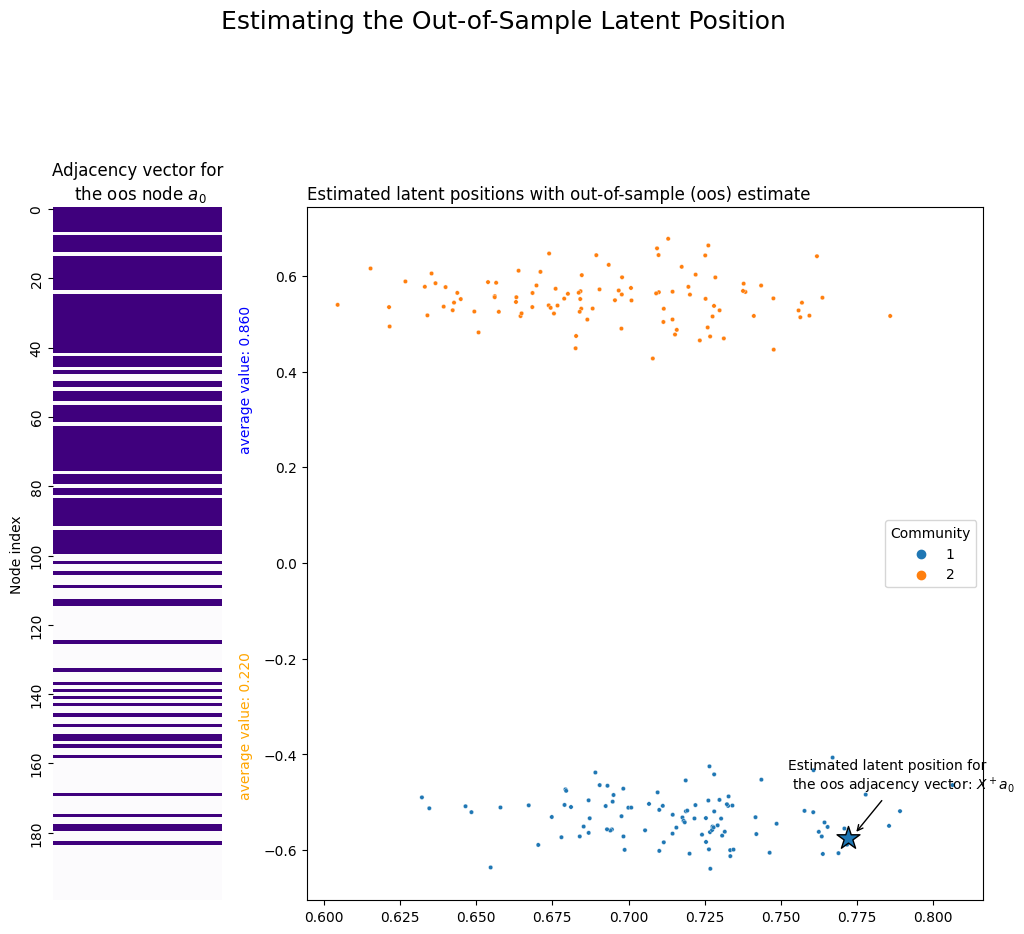 Estimating the Out-of-Sample Latent Position
Adjacency vector for
the oos node a₀
Node index
0
20
40
60
80
100
120
140
160
180
average value: 0.860
average value: 0.220
Estimated latent positions with out-of-sample (oos) estimate
0.6
0.4
0.2
0.0
−0.2
−0.4
−0.6
Community
1
2
Estimated latent position for
the oos adjacency vector: X⁺a₀
0.600
0.625
0.650
0.675
0.700
0.725
0.750
0.775
0.800